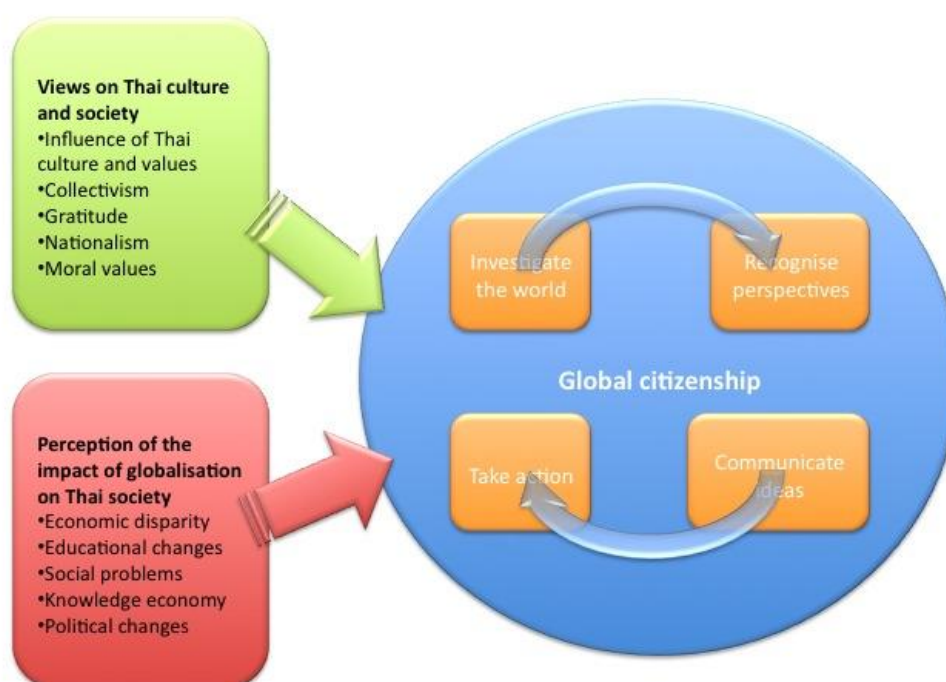 Views on Thai culture
and society
•Influence of Thai
culture and values
•Collectivism
•Gratitude
•Nationalism
•Moral values
Perception of the
impact of globalisation
on Thai society
•Economic disparity
•Educational changes
•Social problems
•Knowledge economy
•Political changes
Investigate
the world
Recognise
perspectives
Global citizenship
Take action
Communicate
ideas